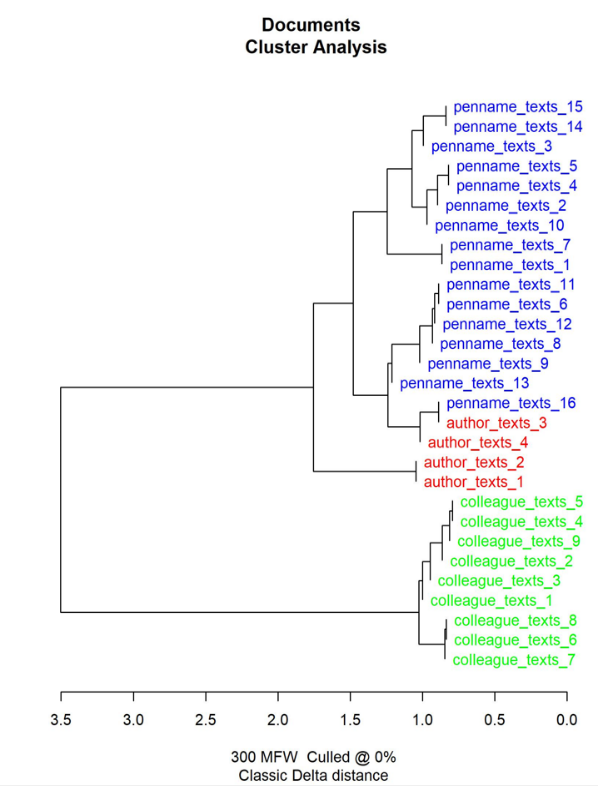 Documents
Cluster Analysis
penname_texts_15
penname_texts_14
penname_texts_3
penname_texts_5
penname_texts_4
penname_texts_2
penname_texts_10
penname_texts_7
penname_texts_1
penname_texts_11
penname_texts_6
penname_texts_12
penname_texts_8
penname_texts_9
penname_texts_13
penname_texts_16
author_texts_3
author_texts_4
author_texts_2
author_texts_1
colleague_texts_5
colleague_texts_4
colleague_texts_9
colleague_texts_2
colleague_texts_3
colleague_texts_1
colleague_texts_8
colleague_texts_6
colleague_texts_7
3.5 3.0 2.5 2.0 1.5 1.0 0.5 0.0
300 MFW Culled @ 0%
Classic Delta distance